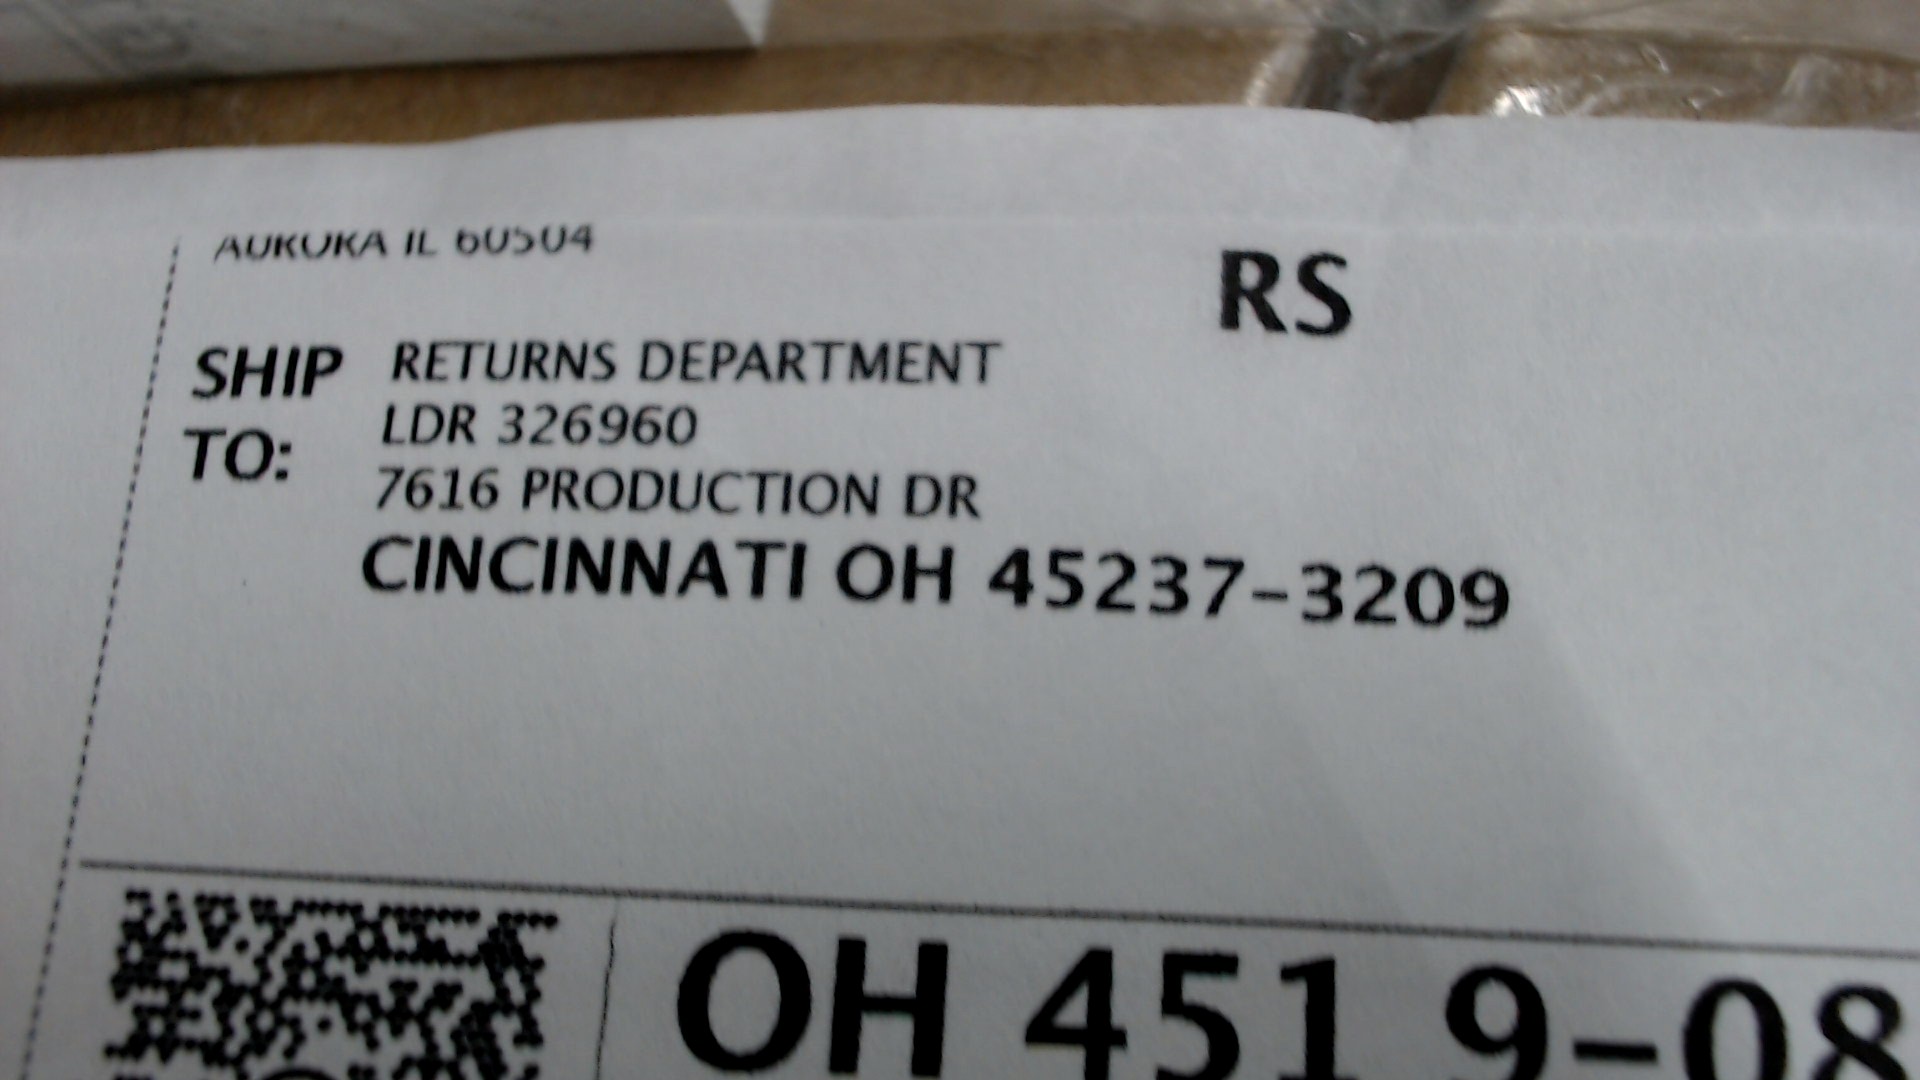 AURORA IL 60504
RS
SHIP TO:
RETURNS DEPARTMENT
LDR 326960
7616 PRODUCTION DR
CINCINNATI OH 45237-3209
OH 451 9-08